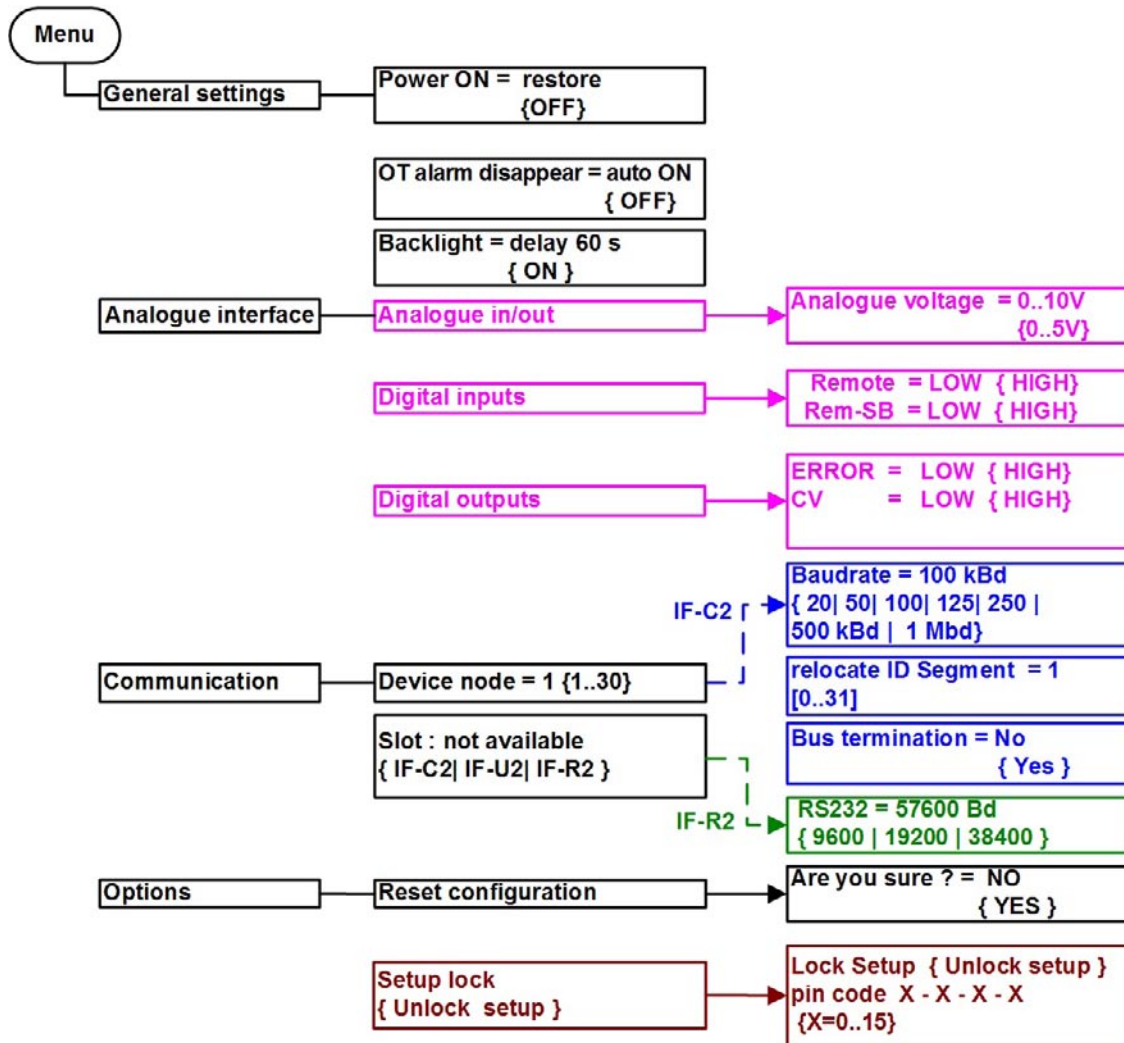 Menu
General settings
Power ON = restore
{OFF}
OT alarm disappear = auto ON
{ OFF}
Backlight = delay 60 s
{ ON }
Analogue interface
Analogue in/out
Analogue voltage = 0..10V
{0..5V}
Digital inputs
Remote = LOW { HIGH}
Rem-SB = LOW { HIGH}
Digital outputs
ERROR = LOW { HIGH}
CV = LOW { HIGH}
IF-C2
Baudrate = 100 kBd
{ 20| 50| 100| 125| 250 |
500 kBd | 1 Mbd}
Communication
Device node = 1 {1..30}
relocate ID Segment = 1
[0..31]
Slot : not available
{ IF-C2| IF-U2| IF-R2 }
Bus termination = No
{ Yes }
IF-R2
RS232 = 57600 Bd
{ 9600 | 19200 | 38400 }
Options
Reset configuration
Are you sure ? = NO
{ YES }
Setup lock
{ Unlock setup }
Lock Setup { Unlock setup }
pin code X - X - X - X
{X=0..15}